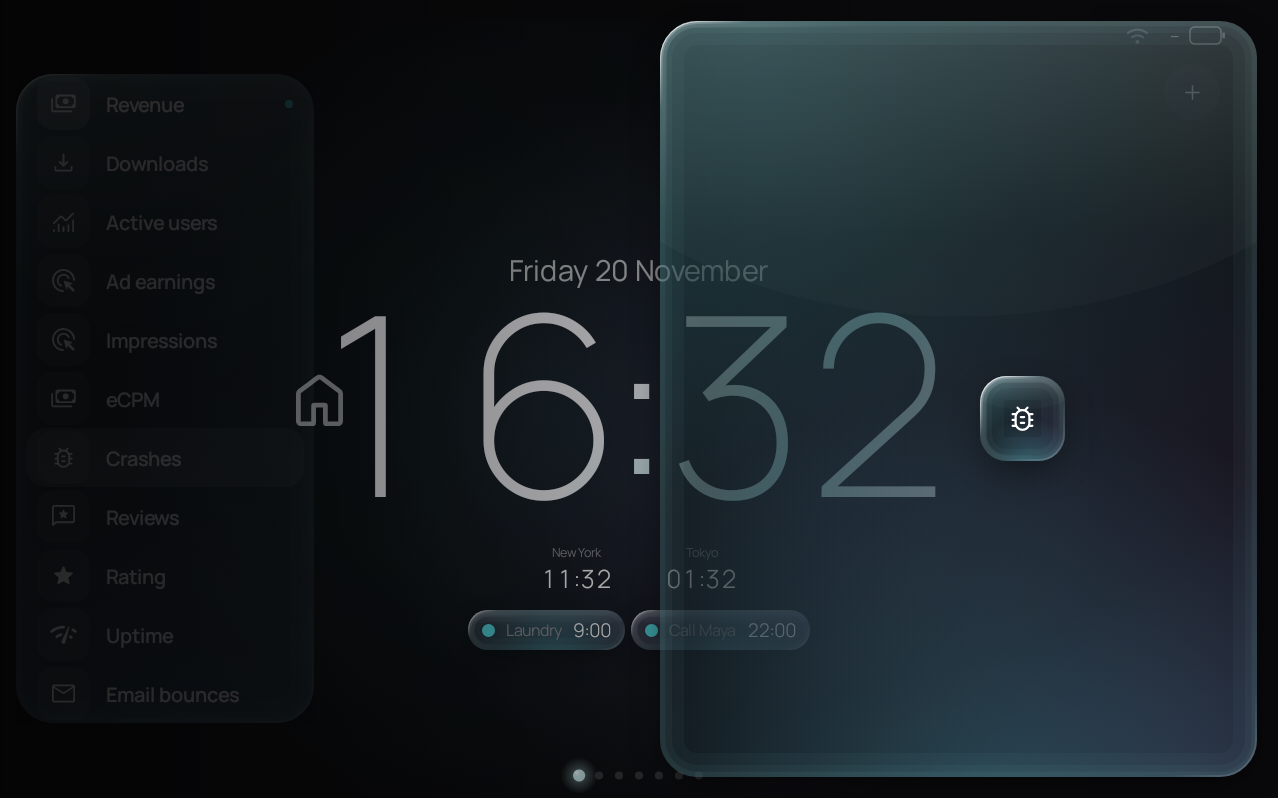 Revenue
Downloads
Active users
Ad earnings
Impressions
eCPM
Crashes
Reviews
Rating
Uptime
Email bounces
Friday 20 November
16:32
New York
11:32
Tokyo
01:32
Laundry 9:00
Call Maya 22:00